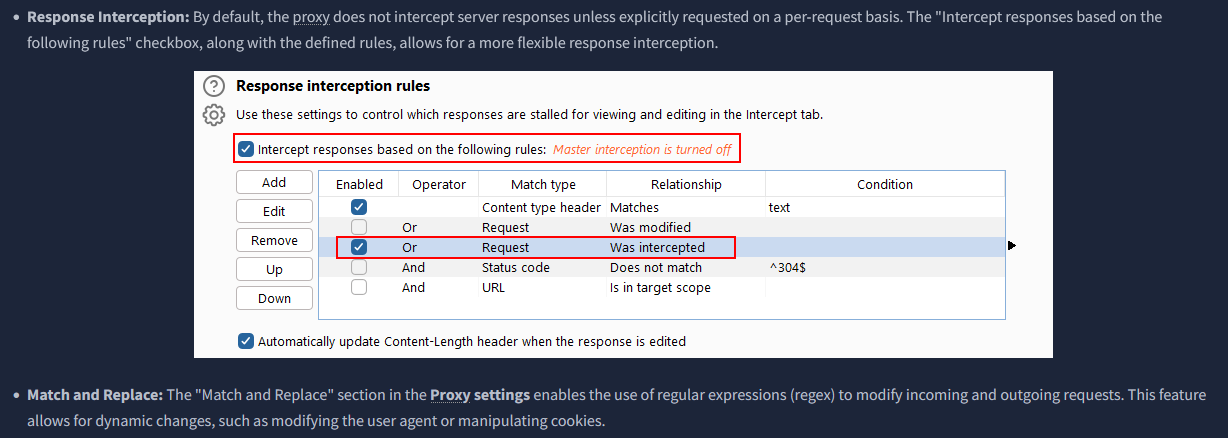 • Response Interception: By default, the proxy does not intercept server responses unless explicitly requested on a per-request basis. The "Intercept responses based on the
following rules" checkbox, along with the defined rules, allows for a more flexible response interception.
? Response interception rules
Use these settings to control which responses are stalled for viewing and editing in the Intercept tab.
Intercept responses based on the following rules: Master interception is turned off
Add Enabled Operator Match type Relationship Condition
Content type header Matches text
Edit Or Request Was modified
Remove Or Request Was intercepted
Up And Status code Does not match ^304$
And URL Is in target scope
Down
Automatically update Content-Length header when the response is edited
• Match and Replace: The "Match and Replace" section in the Proxy settings enables the use of regular expressions (regex) to modify incoming and outgoing requests. This feature
allows for dynamic changes, such as modifying the user agent or manipulating cookies.